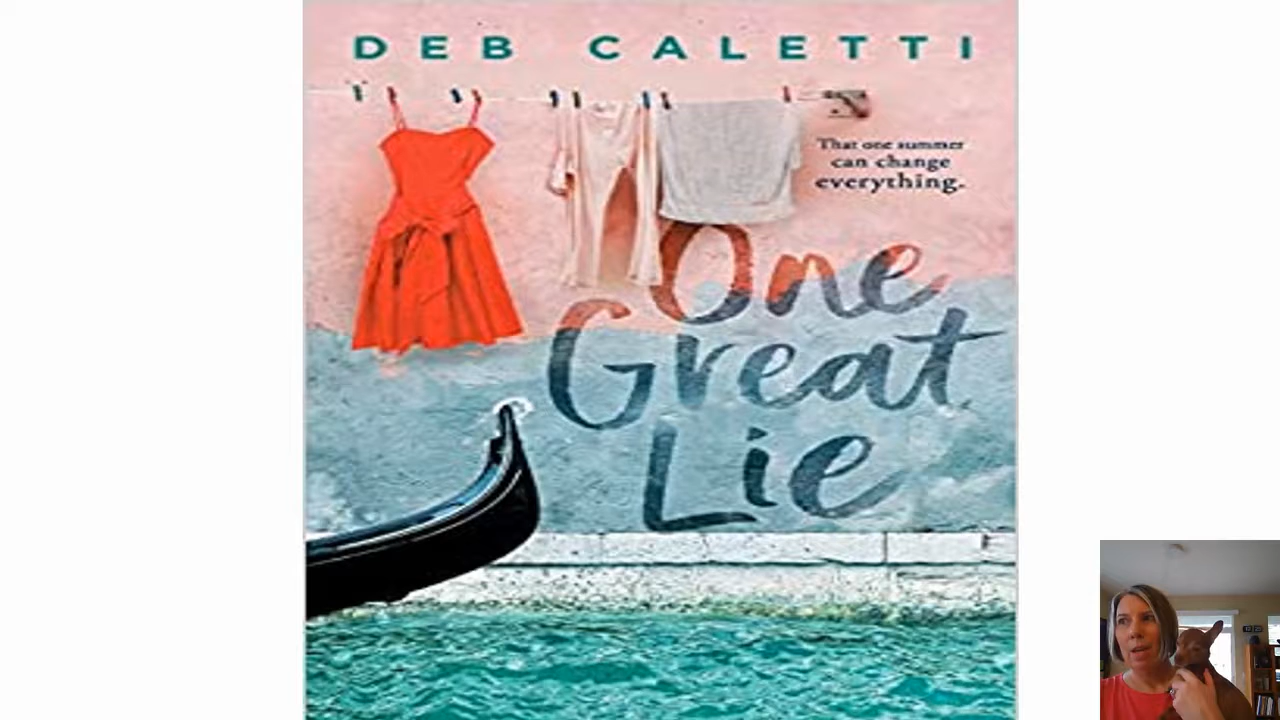 DEB CALETTI
That one summer
can change
everything.
One
Great
Lie